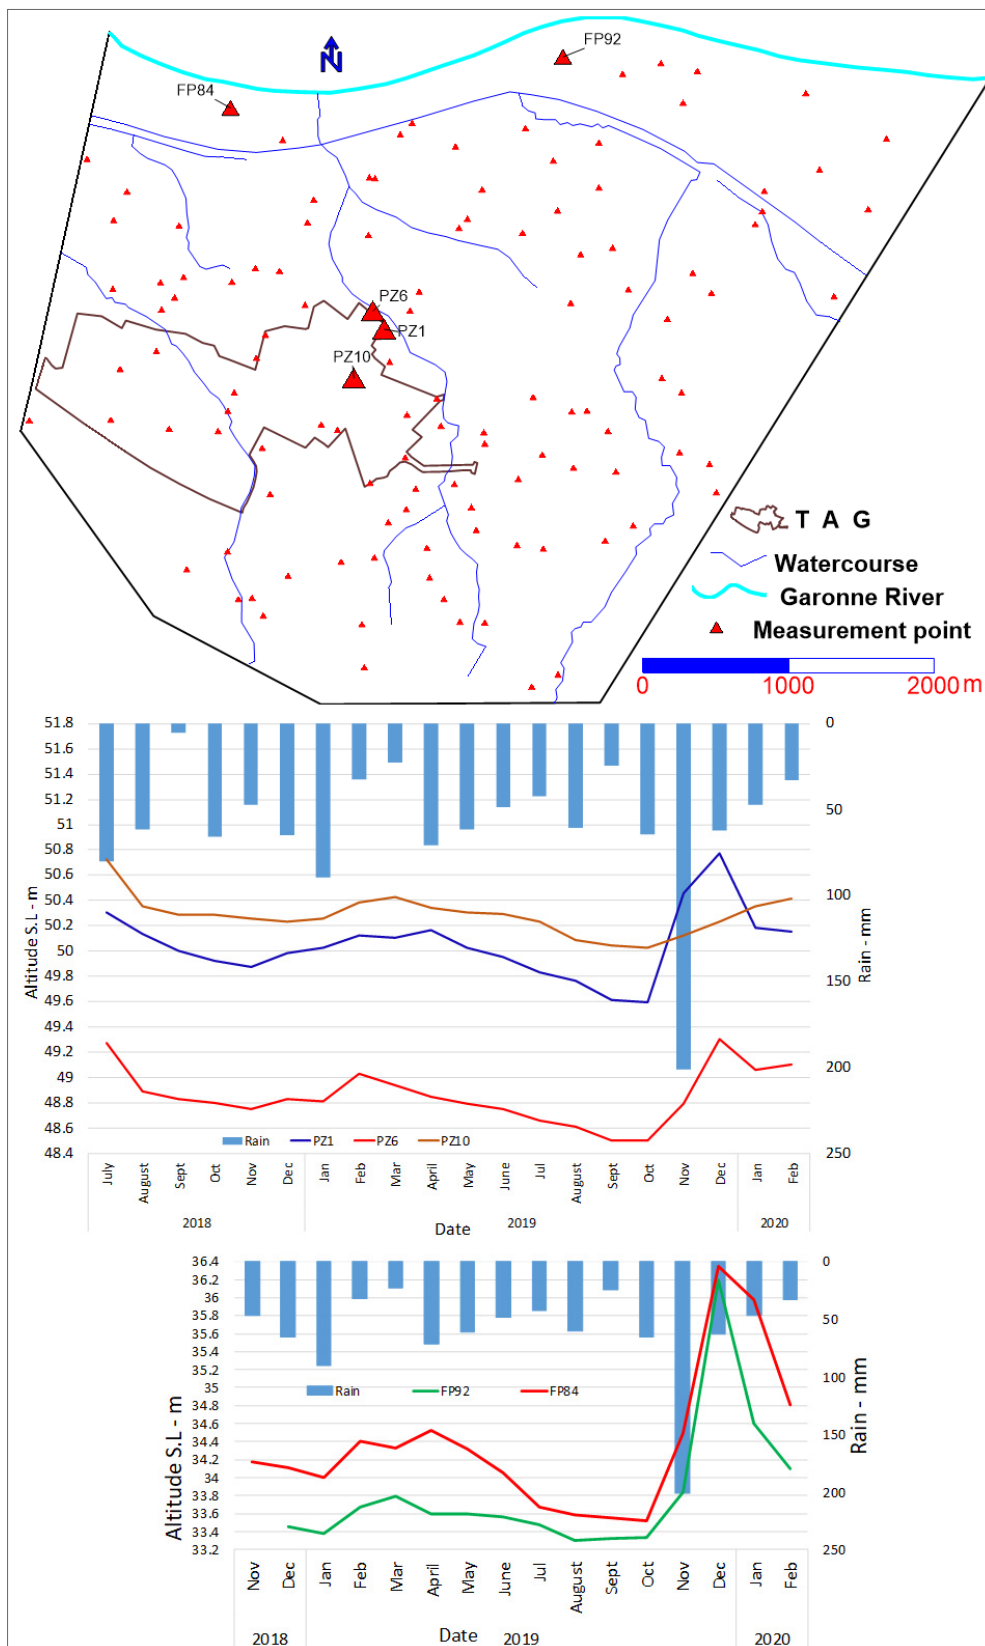 N
FP92
FP84
PZ6
PZ1
PZ10
T A G
Watercourse
Garonne River
Measurement point
0 1000 2000 m
51.8
51.6
51.4
51.2
51
50.8
50.6
50.4
50.2
50
49.8
49.6
49.4
49.2
49
48.8
48.6
48.4
Altitude S.L - m
0
50
100
150
200
250
Rain - mm
Rain PZ1 PZ6 PZ10
July August Sept Oct Nov Dec Jan Feb Mar April May June Jul August Sept Oct Nov Dec Jan Feb
2018 2019 2020
Date
36.4
36.2
36
35.8
35.6
35.4
35.2
35
34.8
34.6
34.4
34.2
34
33.8
33.6
33.4
33.2
Altitude S.L - m
0
50
100
150
200
250
Rain - mm
Rain FP92 FP84
Nov Dec Jan Feb Mar April May June Jul August Sept Oct Nov Dec Jan Feb
2018 Date 2019 2020